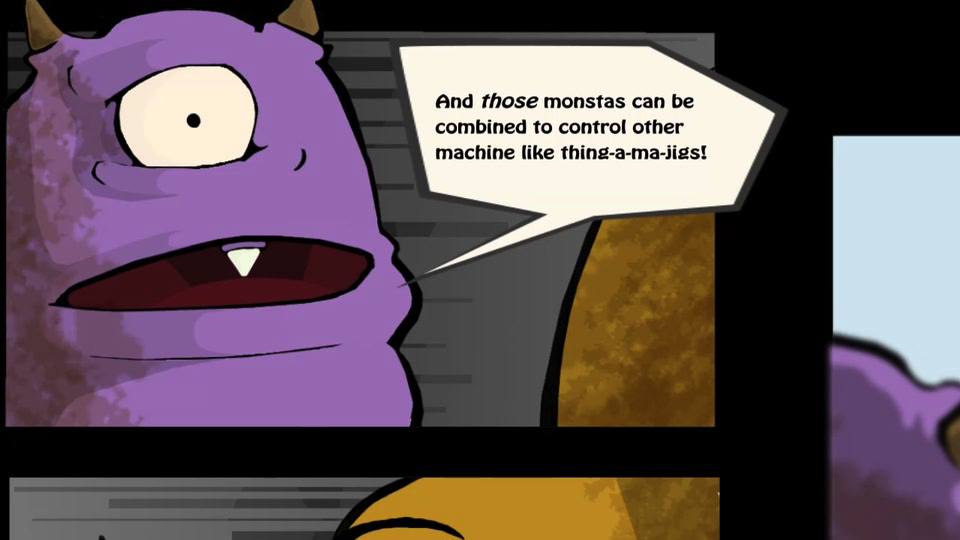 And those monstas can be
combined to control other
machine like thing-a-ma-jigs!